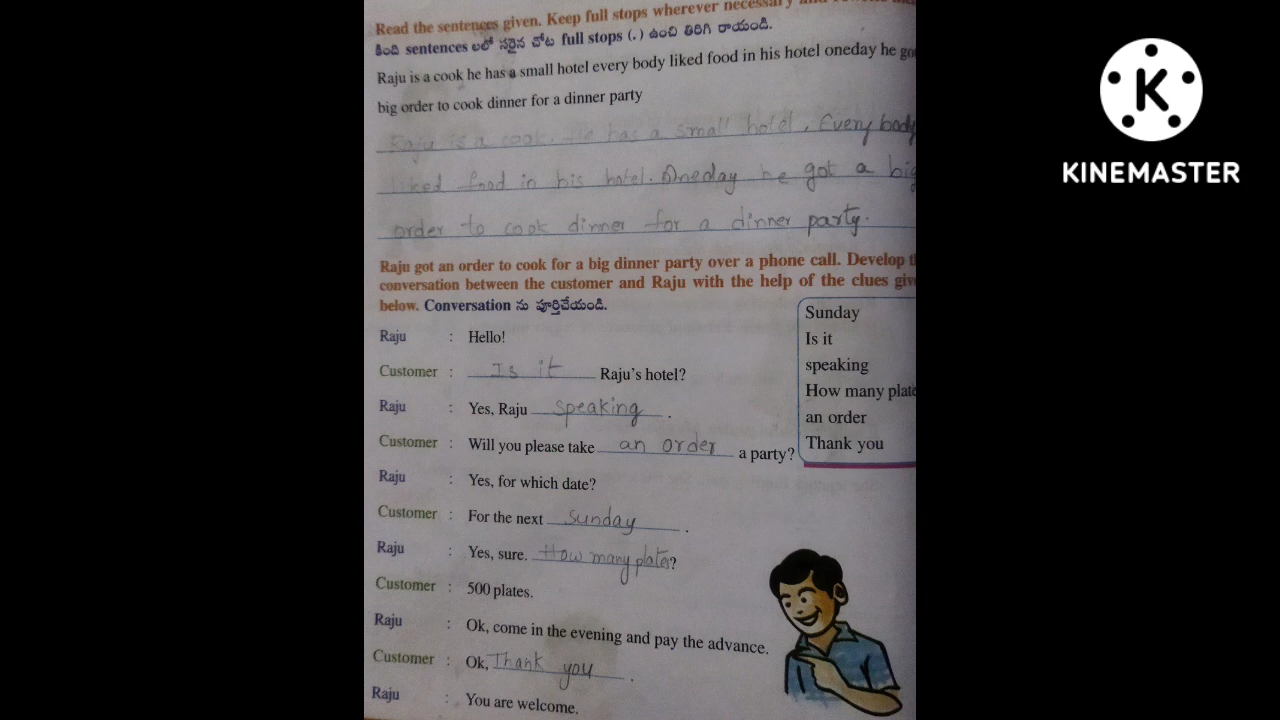 Read the sentences given. Keep full stops wherever necessary and
కింది sentences లలో సరైన చోట full stops (.) ఉంచి తిరిగి రాయండి.
Raju is a cook he has a small hotel every body liked food in his hotel oneday he go
big order to cook dinner for a dinner party
Raju is a cook. He has a small hotel. Every body
liked food in his hotel. Oneday he got a big
order to cook dinner for a dinner party.
Raju got an order to cook for a big dinner party over a phone call. Develop t
conversation between the customer and Raju with the help of the clues giv
below. Conversation ను పూర్తిచేయండి.
Sunday
Is it
speaking
How many plate
an order
Thank you
Raju : Hello!
Customer : Is it Raju's hotel?
Raju : Yes, Raju speaking.
Customer : Will you please take an order a party?
Raju : Yes, for which date?
Customer : For the next Sunday.
Raju : Yes, sure. How many plates?
Customer : 500 plates.
Raju : Ok, come in the evening and pay the advance.
Customer : Ok, Thank you.
Raju : You are welcome.
K
KINEMASTER